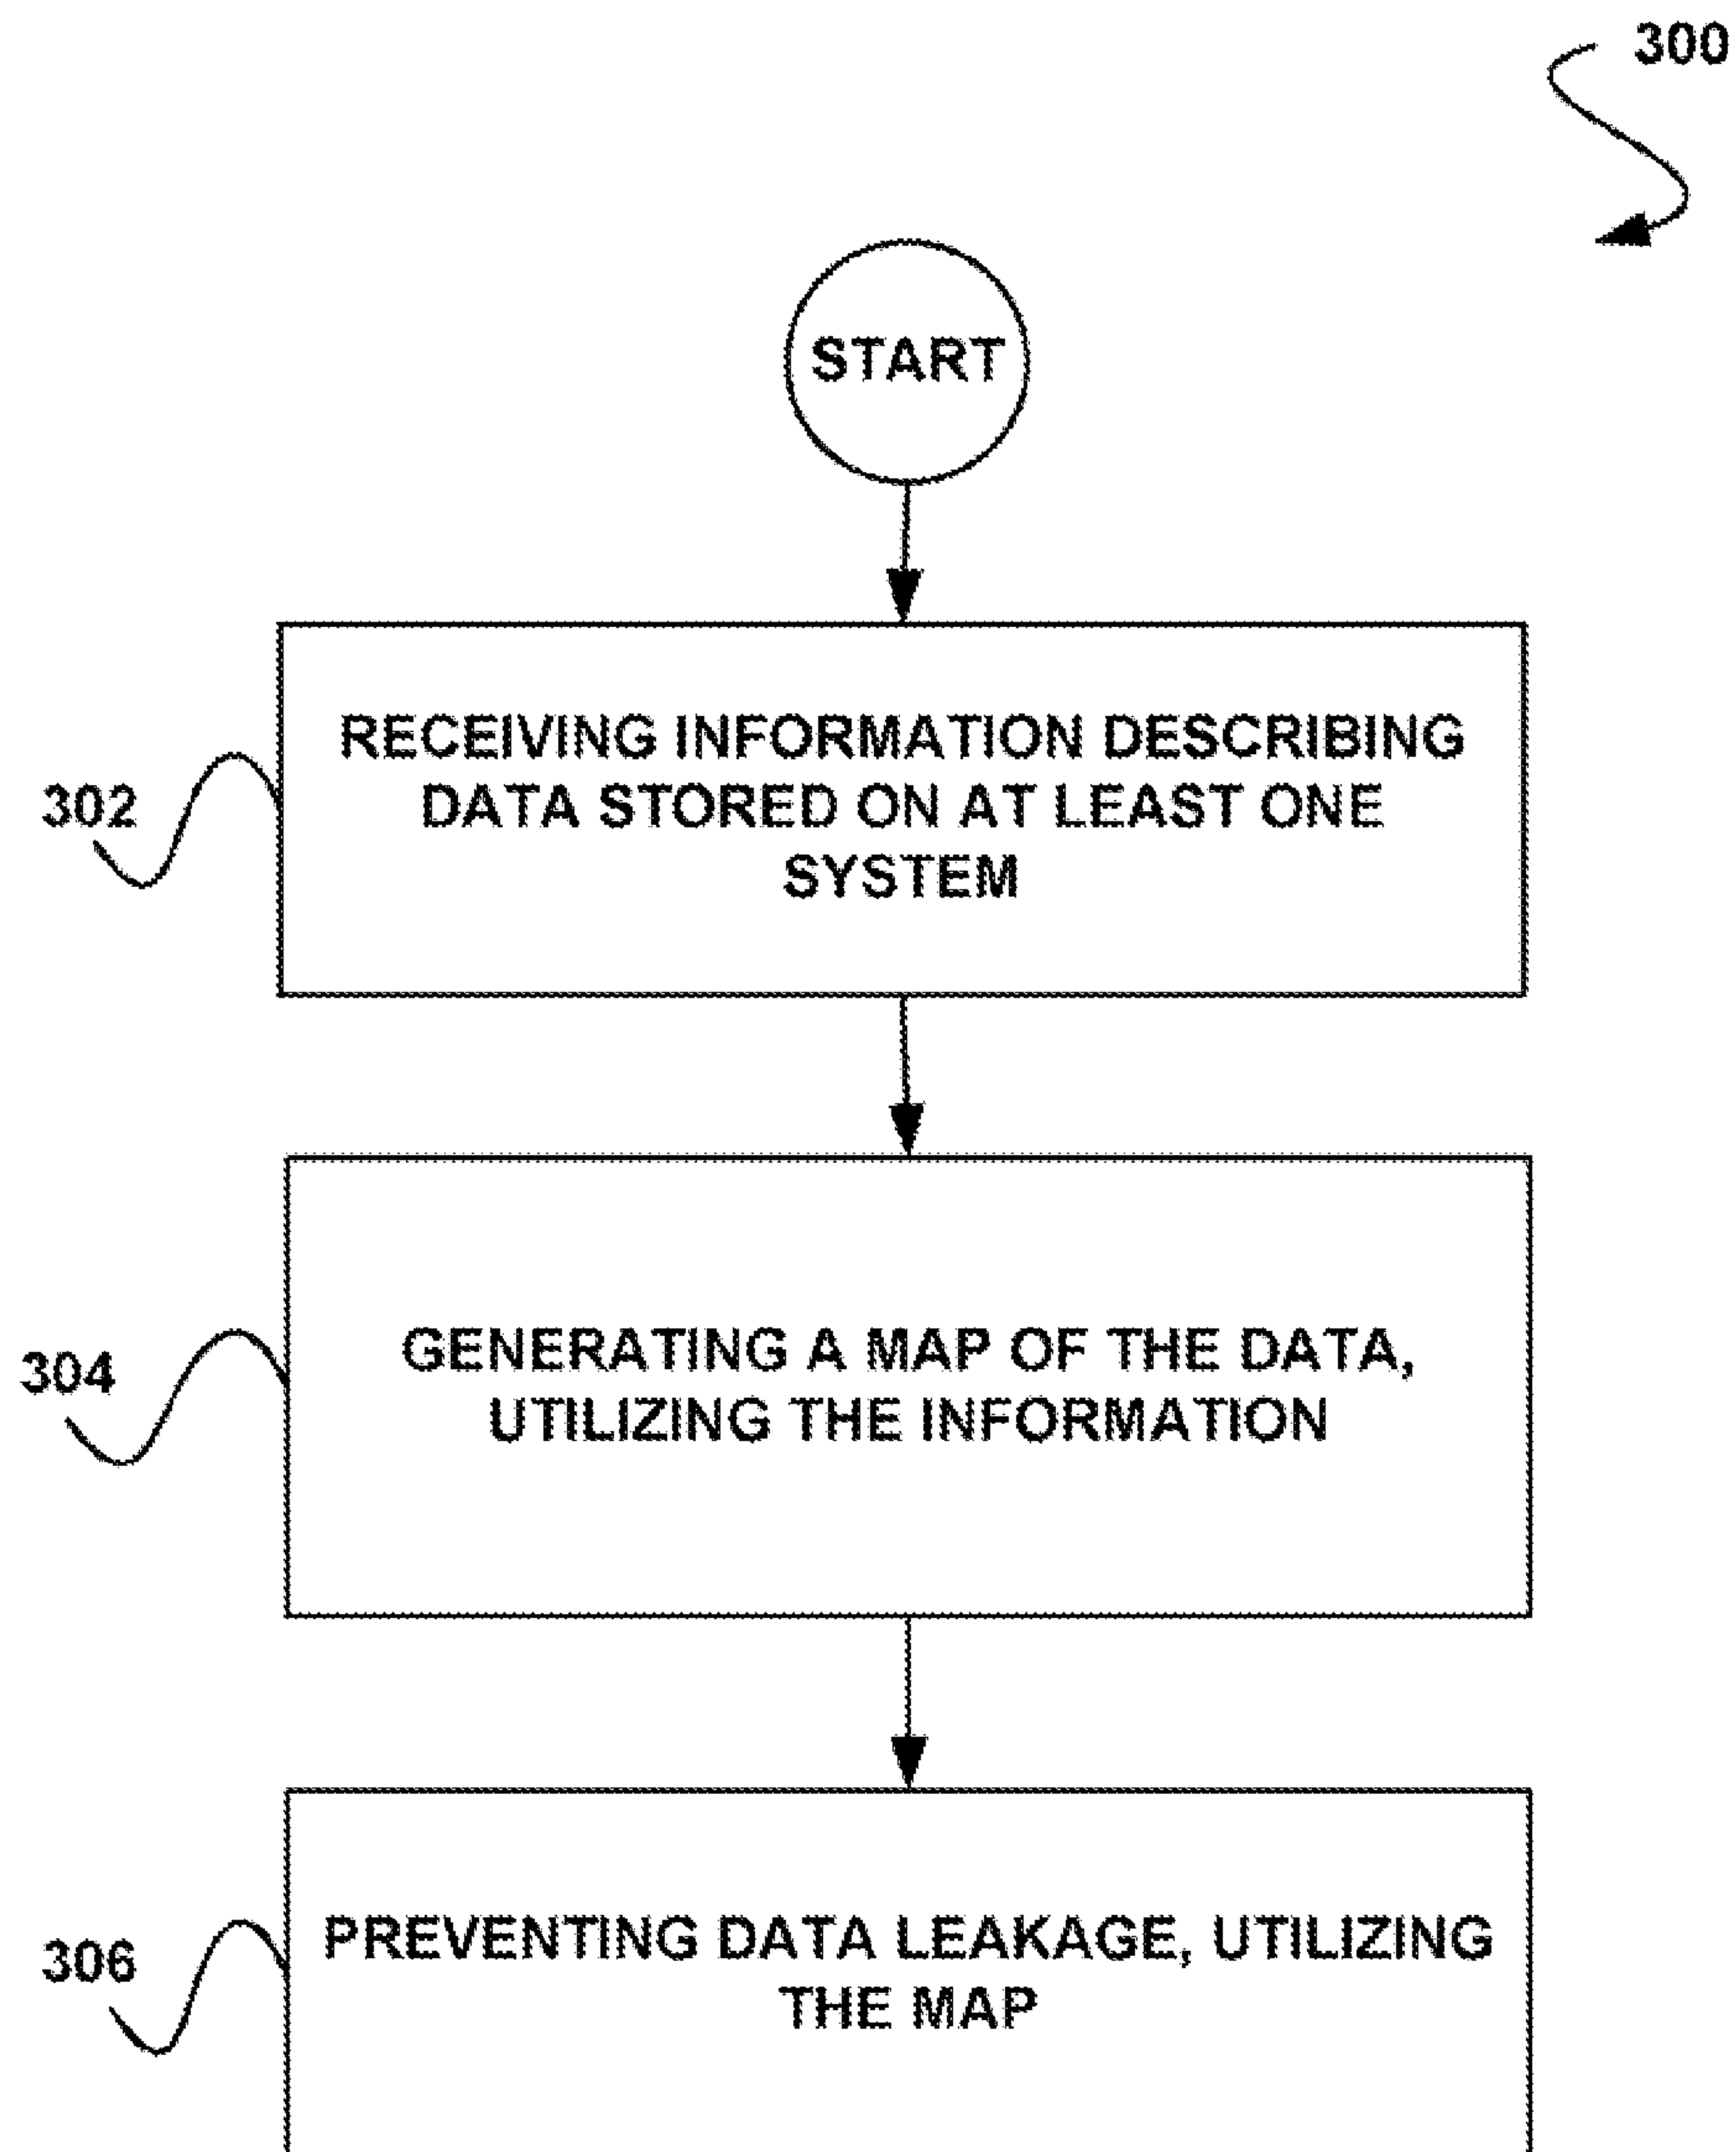 300
START
RECEIVING INFORMATION DESCRIBING
DATA STORED ON AT LEAST ONE
SYSTEM
302
GENERATING A MAP OF THE DATA,
UTILIZING THE INFORMATION
304
PREVENTING DATA LEAKAGE, UTILIZING
THE MAP
306